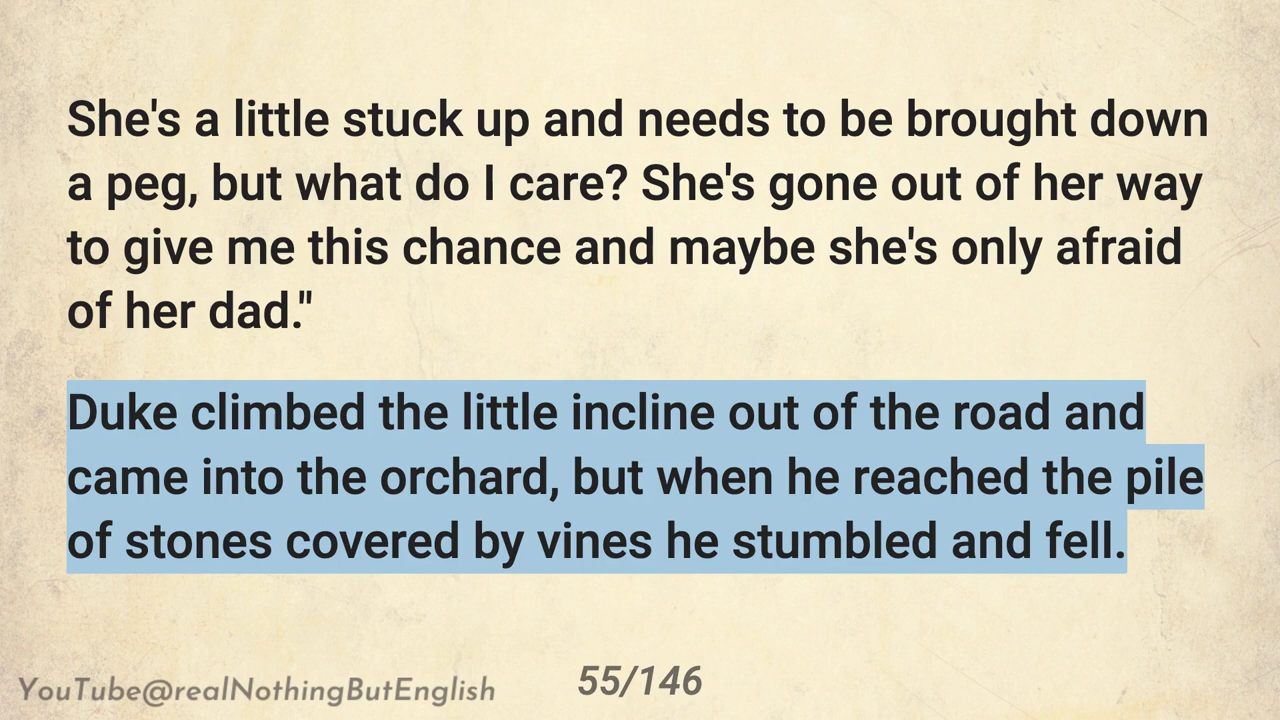 She's a little stuck up and needs to be brought down
a peg, but what do I care? She's gone out of her way
to give me this chance and maybe she's only afraid
of her dad."
Duke climbed the little incline out of the road and
came into the orchard, but when he reached the pile
of stones covered by vines he stumbled and fell.
YouTube@realNothingButEnglish
55/146